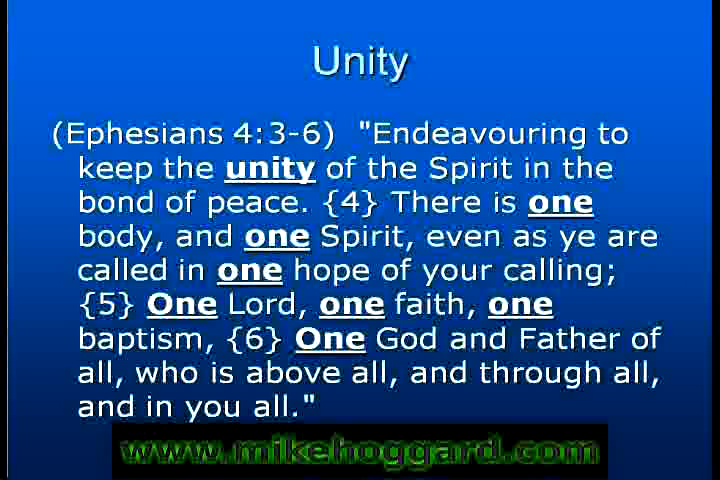 Unity
(Ephesians 4:3-6)  "Endeavouring to
keep the unity of the Spirit in the
bond of peace. {4} There is one
body, and one Spirit, even as ye are
called in one hope of your calling;
{5} One Lord, one faith, one
baptism, {6} One God and Father of
all, who is above all, and through all,
and in you all."
www.mikehoggard.com